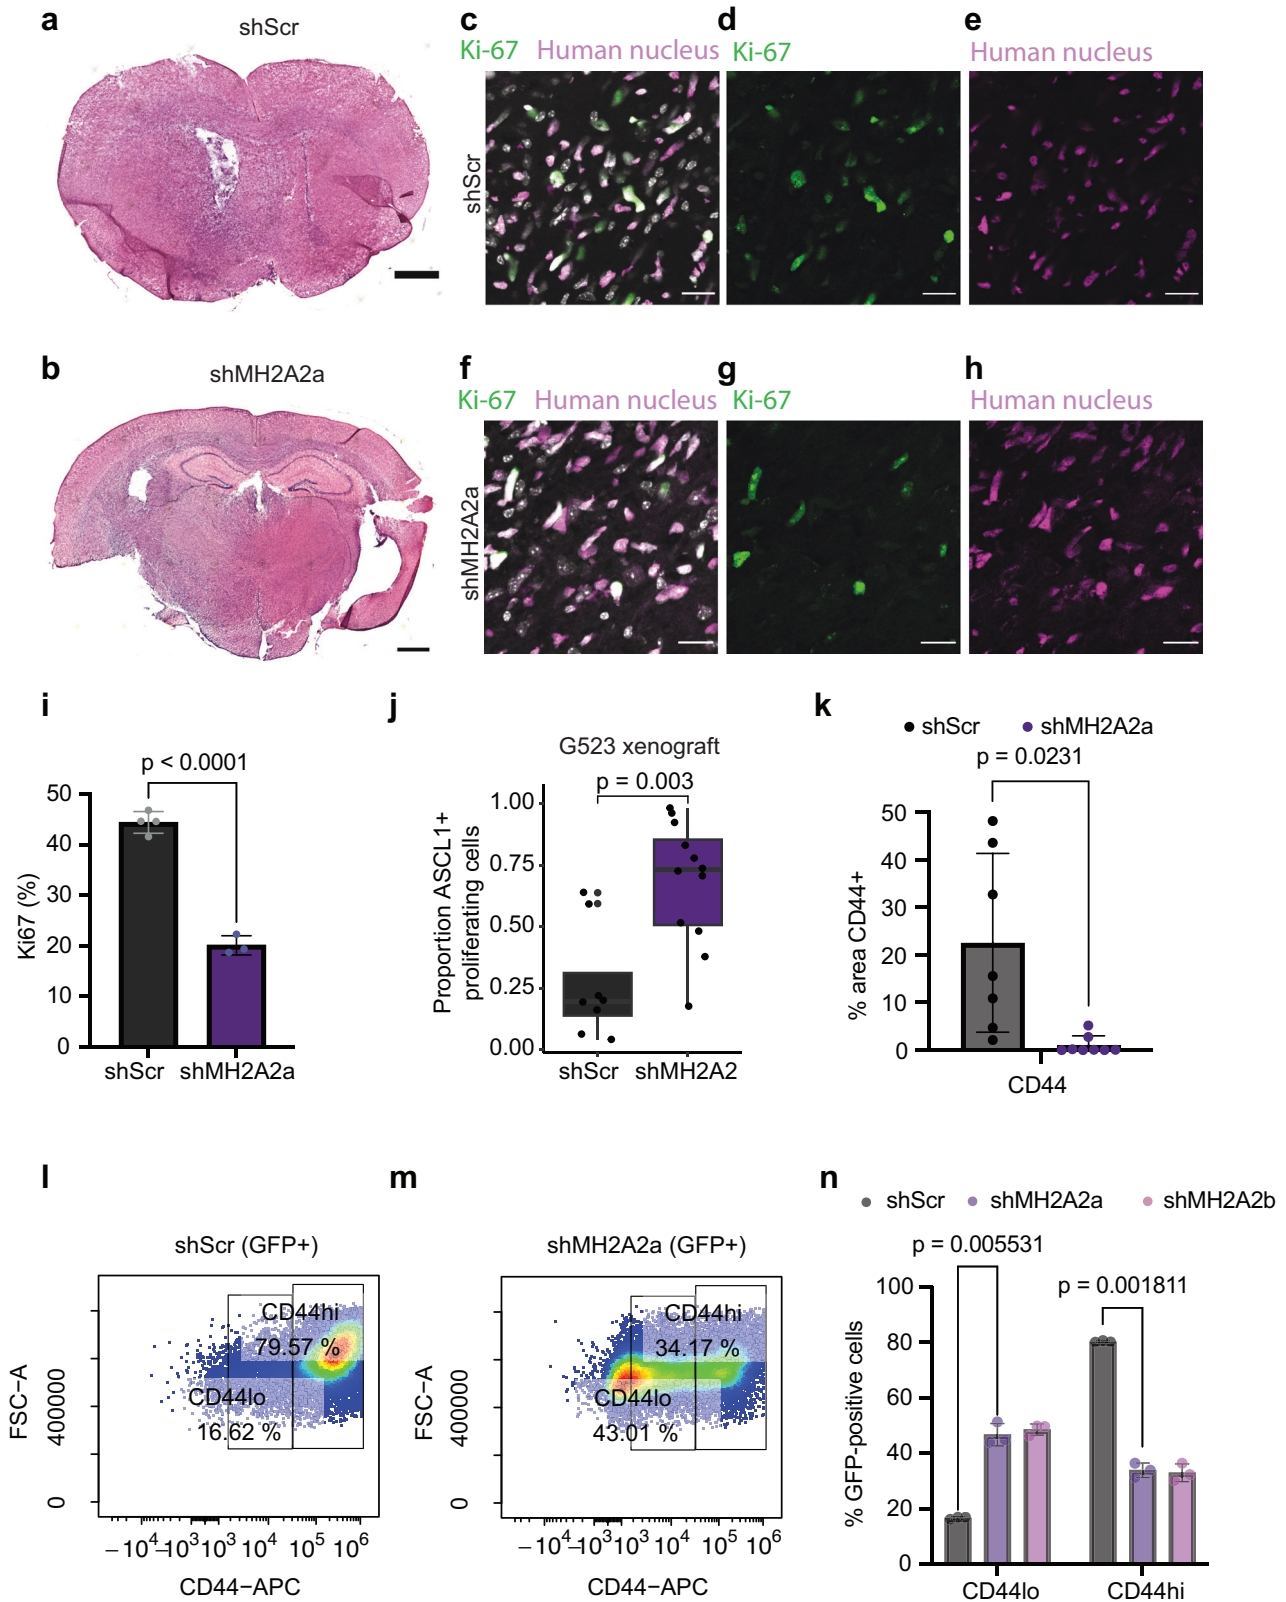 a
shScr
c
Ki-67 Human nucleus
d
Ki-67
e
Human nucleus
shScr
b
shMH2A2a
f
Ki-67 Human nucleus
g
Ki-67
h
Human nucleus
shMH2A2a
i
p < 0.0001
Ki67 (%)
50
40
30
20
10
0
shScr shMH2A2a
j
G523 xenograft
p = 0.003
Proportion ASCL1+
proliferating cells
1.00
0.75
0.50
0.25
0.00
shScr shMH2A2
k
shScr shMH2A2a
p = 0.0231
% area CD44+
50
40
30
20
10
0
CD44
l
shScr (GFP+)
CD44hi
79.57 %
CD44lo
16.62 %
FSC−A
400000
0
−10⁴ −10³ 10³ 10⁴ 10⁵ 10⁶
CD44−APC
m
shMH2A2a (GFP+)
CD44hi
34.17 %
CD44lo
43.01 %
FSC−A
400000
0
−10⁴ −10³ 10³ 10⁴ 10⁵ 10⁶
CD44−APC
n
shScr shMH2A2a shMH2A2b
p = 0.005531
p = 0.001811
% GFP-positive cells
100
80
60
40
20
0
CD44lo CD44hi